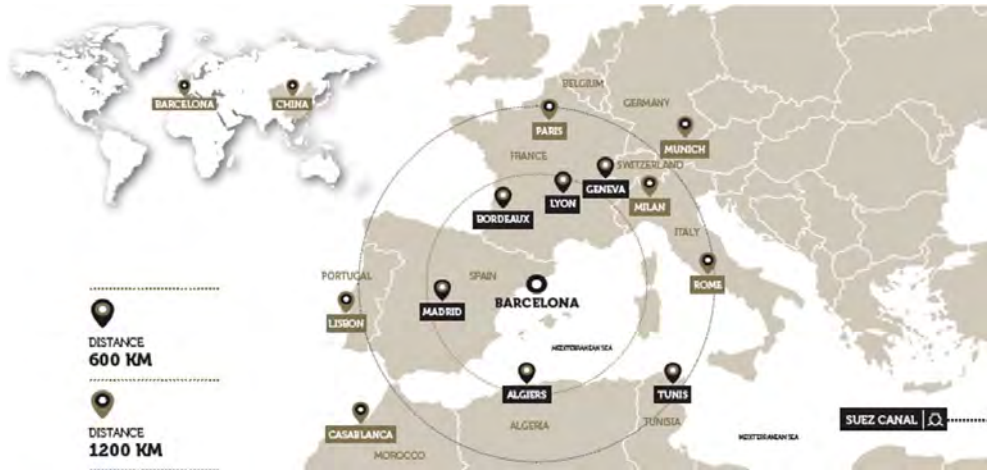 BARCELONA
CHINA
BELGIUM
GERMANY
PARIS
MUNICH
FRANCE
SWITZERLAND
GENEVA
LYON
MILAN
BORDEAUX
ITALY
PORTUGAL
SPAIN
ROME
MADRID
BARCELONA
LISBON
DISTANCE
600 KM
MEDITERRANEAN SEA
ALGIERS
TUNIS
CASABLANCA
ALGERIA
TUNISIA
SUEZ CANAL
DISTANCE
1200 KM
MOROCCO
MEDITERRANEAN SEA